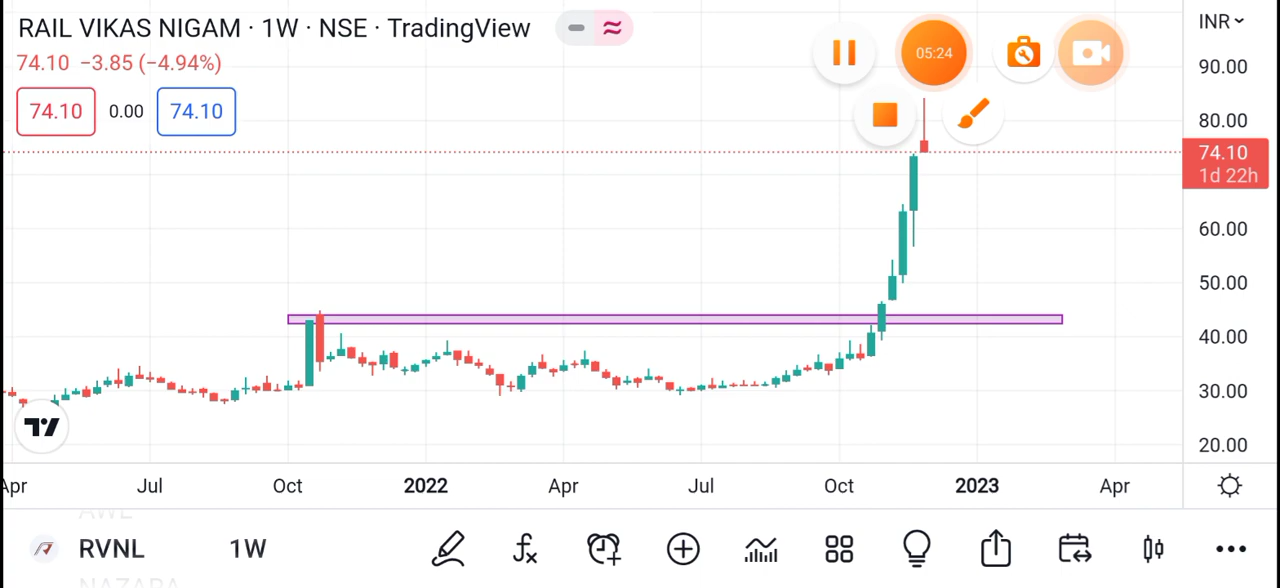 RAIL VIKAS NIGAM · 1W · NSE · TradingView
INR
74.10 −3.85 (−4.94%)
74.10 0.00 74.10
05:24
90.00
80.00
74.10
1d 22h
60.00
50.00
40.00
30.00
20.00
Apr Jul Oct 2022 Apr Jul Oct 2023 Apr
AWL
RVNL 1W
NAZARA